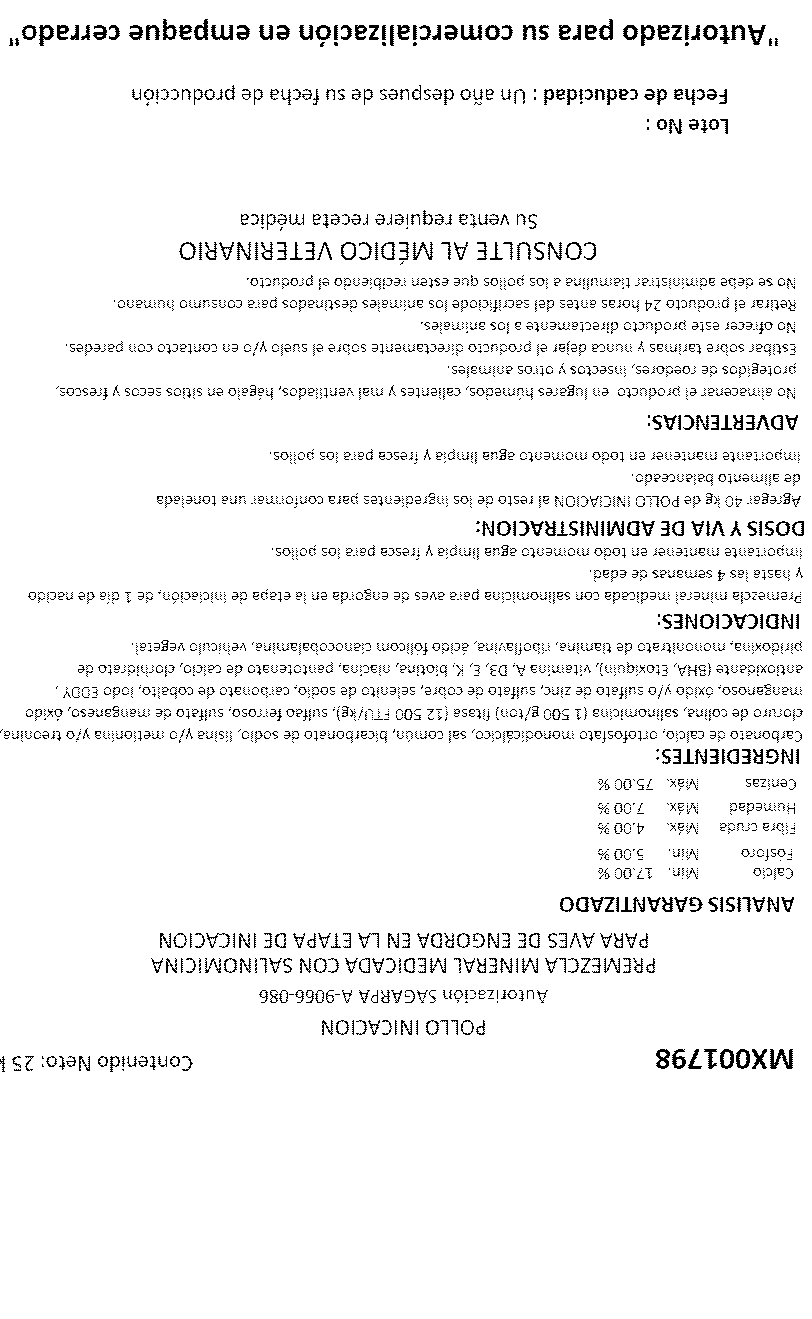 MX001798 Contenido Neto: 25 k
POLLO INICACION
Autorización SAGARPA A-9066-086
PREMEZCLA MINERAL MEDICADA CON SALINOMICINA
PARA AVES DE ENGORDA EN LA ETAPA DE INICACION
ANALISIS GARANTIZADO
Calcio Min. 17.00 %
Fósforo Min. 5.00 %
Fibra cruda Máx. 4.00 %
Humedad Máx. 7.00 %
Cenizas Máx. 75.00 %
INGREDIENTES:
Carbonato de calcio, ortofosfato monodicálcico, sal común, bicarbonato de sodio, lisina y/o metionina y/o treonina,
cloruro de colina, salinomicina (1 500 g/ton) fitasa (12 500 FTU/kg), sulfao ferroso, sulfato de manganeso, óxido
manganoso, óxido y/o sulfato de zinc, sulfato de cobre, selenito de sodio, carbonato de cobalto, Iodo EDDY ,
antioxidante (BHA, Etoxiquin), vitamina A, D3, E, K, biotina, niacina, pantotenato de calcio, clorhidrato de
piridoxina, mononitrato de tiamina, riboflavina, ácido fólicom cianocobalamina, vehiculo vegetal.
INDICACIONES:
Premezcla mineral medicada con salinomicina para aves de engorda en la etapa de iniciación, de 1 día de nacido
y hasta las 4 semanas de edad.
Importante mantener en todo momento agua limpia y fresca para los pollos.
DOSIS Y VIA DE ADMINISTRACION:
Agregar 40 kg de POLLO INICIACION al resto de los ingredientes para conformar una tonelada
de alimento balanceado.
Importante mantener en todo momento agua limpia y fresca para los pollos.
ADVERTENCIAS:
No almacenar el producto en lugares húmedos, calientes y mal ventilados, hágalo en sitios secos y frescos,
protegidos de roedores, insectos y otros animales.
Estibar sobre tarimas y nunca dejar el producto directamente sobre el suelo y/o en contacto con paredes.
No ofrecer este producto directamente a los animales.
Retirar el producto 24 horas antes del sacrificiode los animales destinados para consumo humano.
No se debe administrar tiamulina a los pollos que esten recibiendo el producto.
CONSULTE AL MÉDICO VETERINARIO
Su venta requiere receta médica
Lote No :
Fecha de caducidad : Un año despues de su fecha de producción
"Autorizado para su comercialización en empaque cerrado"